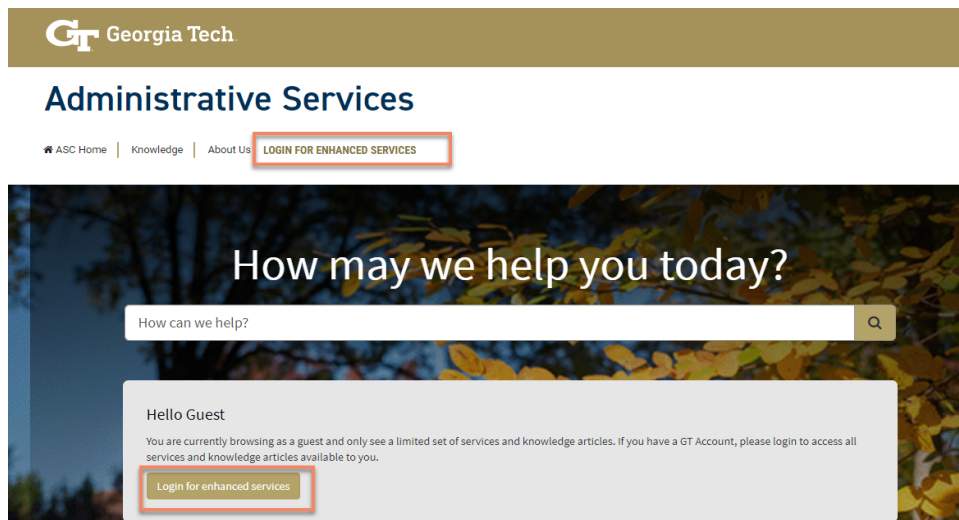 GT Georgia Tech.
Administrative Services
ASC Home | Knowledge | About Us LOGIN FOR ENHANCED SERVICES
How may we help you today?
How can we help?
Hello Guest
You are currently browsing as a guest and only see a limited set of services and knowledge articles. If you have a GT Account, please login to access all
services and knowledge articles available to you.
Login for enhanced services